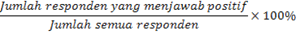 Jumlah responden yang menjawab positif
Jumlah semua responden
× 100%